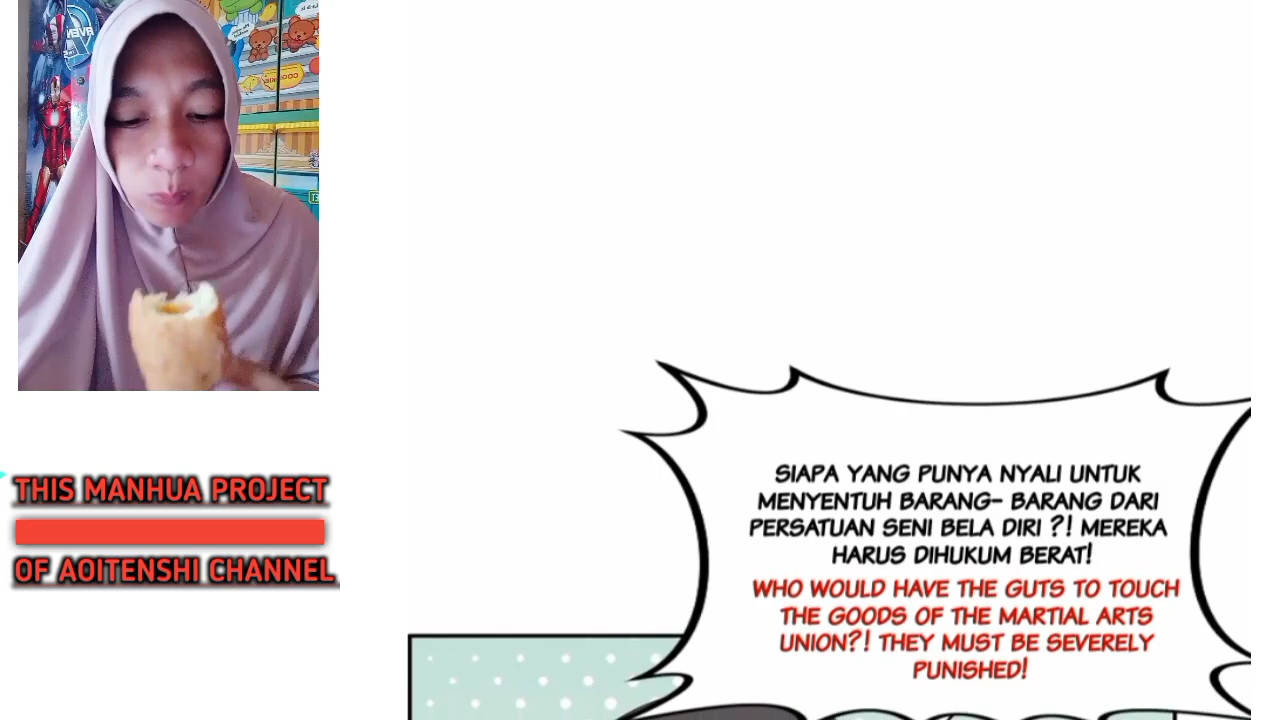 COOKIES
THIS MANHUA PROJECT
OF AOITENSHI CHANNEL
SIAPA YANG PUNYA NYALI UNTUK
MENYENTUH BARANG- BARANG DARI
PERSATUAN SENI BELA DIRI ?! MEREKA
HARUS DIHUKUM BERAT!
WHO WOULD HAVE THE GUTS TO TOUCH
THE GOODS OF THE MARTIAL ARTS
UNION?! THEY MUST BE SEVERELY
PUNISHED!